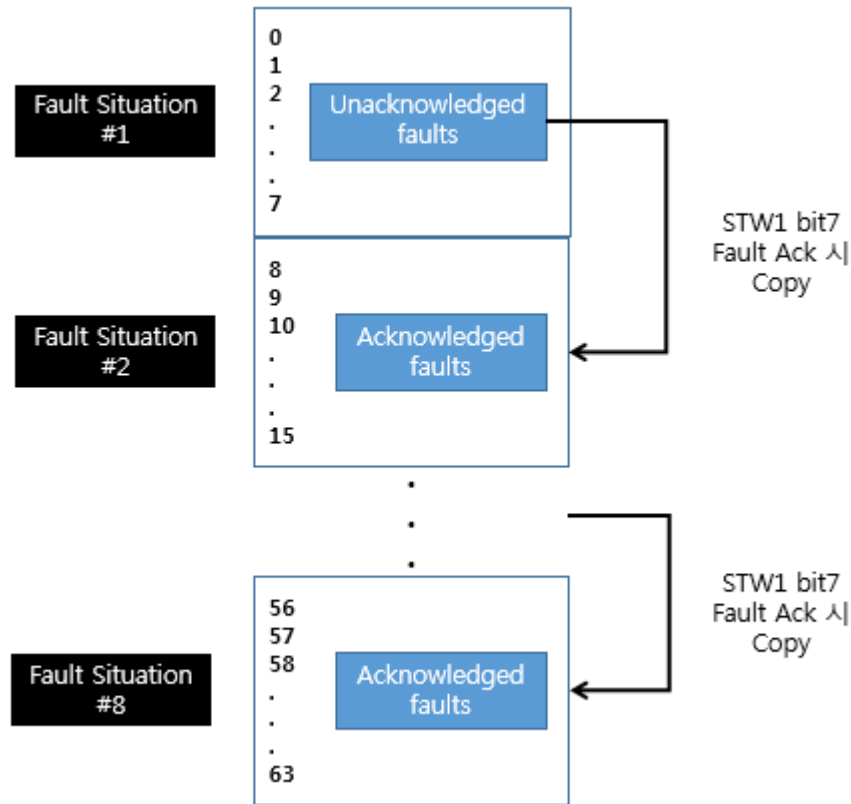 Fault Situation
#1
0
1
2
.
.
.
7
Unacknowledged
faults
STW1 bit7
Fault Ack 시
Copy
Fault Situation
#2
8
9
10
.
.
.
15
Acknowledged
faults
.
.
.
Fault Situation
#8
56
57
58
.
.
.
63
Acknowledged
faults
STW1 bit7
Fault Ack 시
Copy